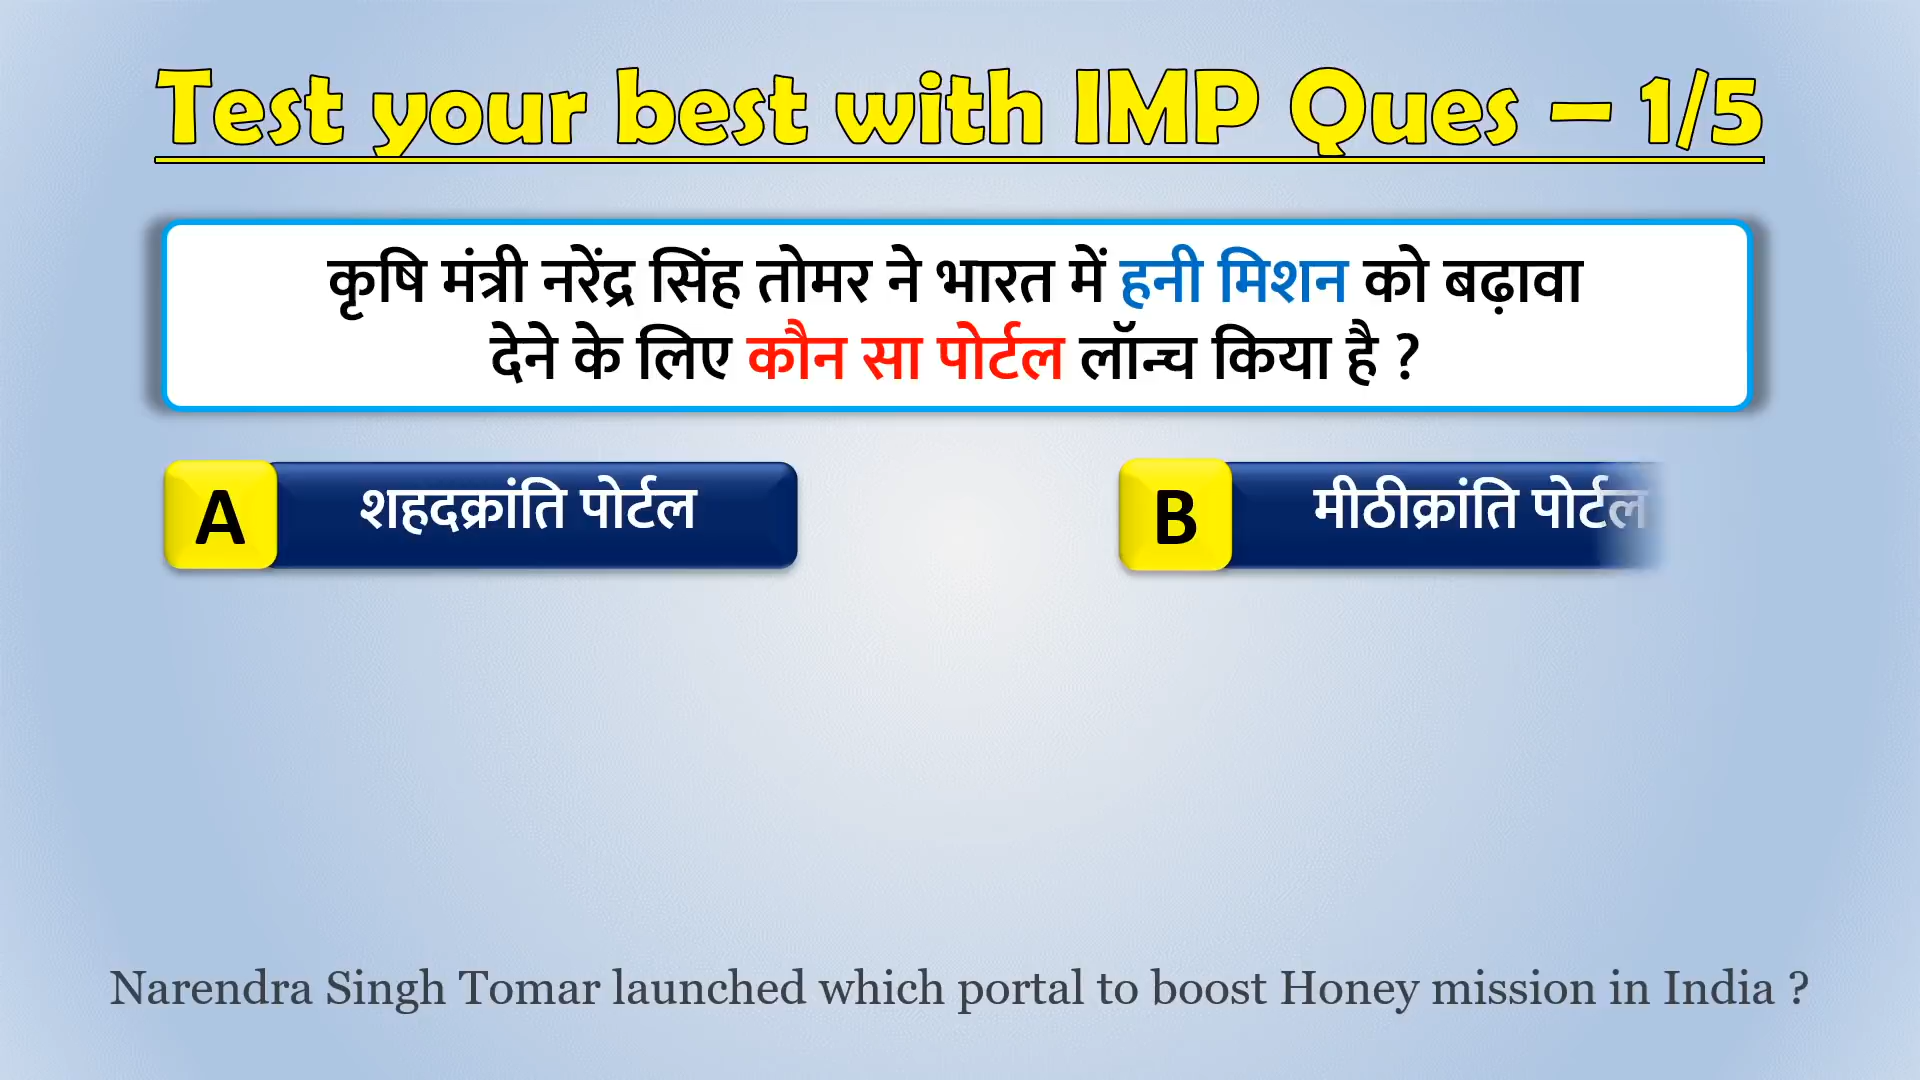 Test your best with IMP Ques – 1/5
कृषि मंत्री नरेंद्र सिंह तोमर ने भारत में हनी मिशन को बढ़ावा
देने के लिए कौन सा पोर्टल लॉन्च किया है ?
A शहदक्रांति पोर्टल
B मीठीक्रांति पोर्टल
Narendra Singh Tomar launched which portal to boost Honey mission in India ?